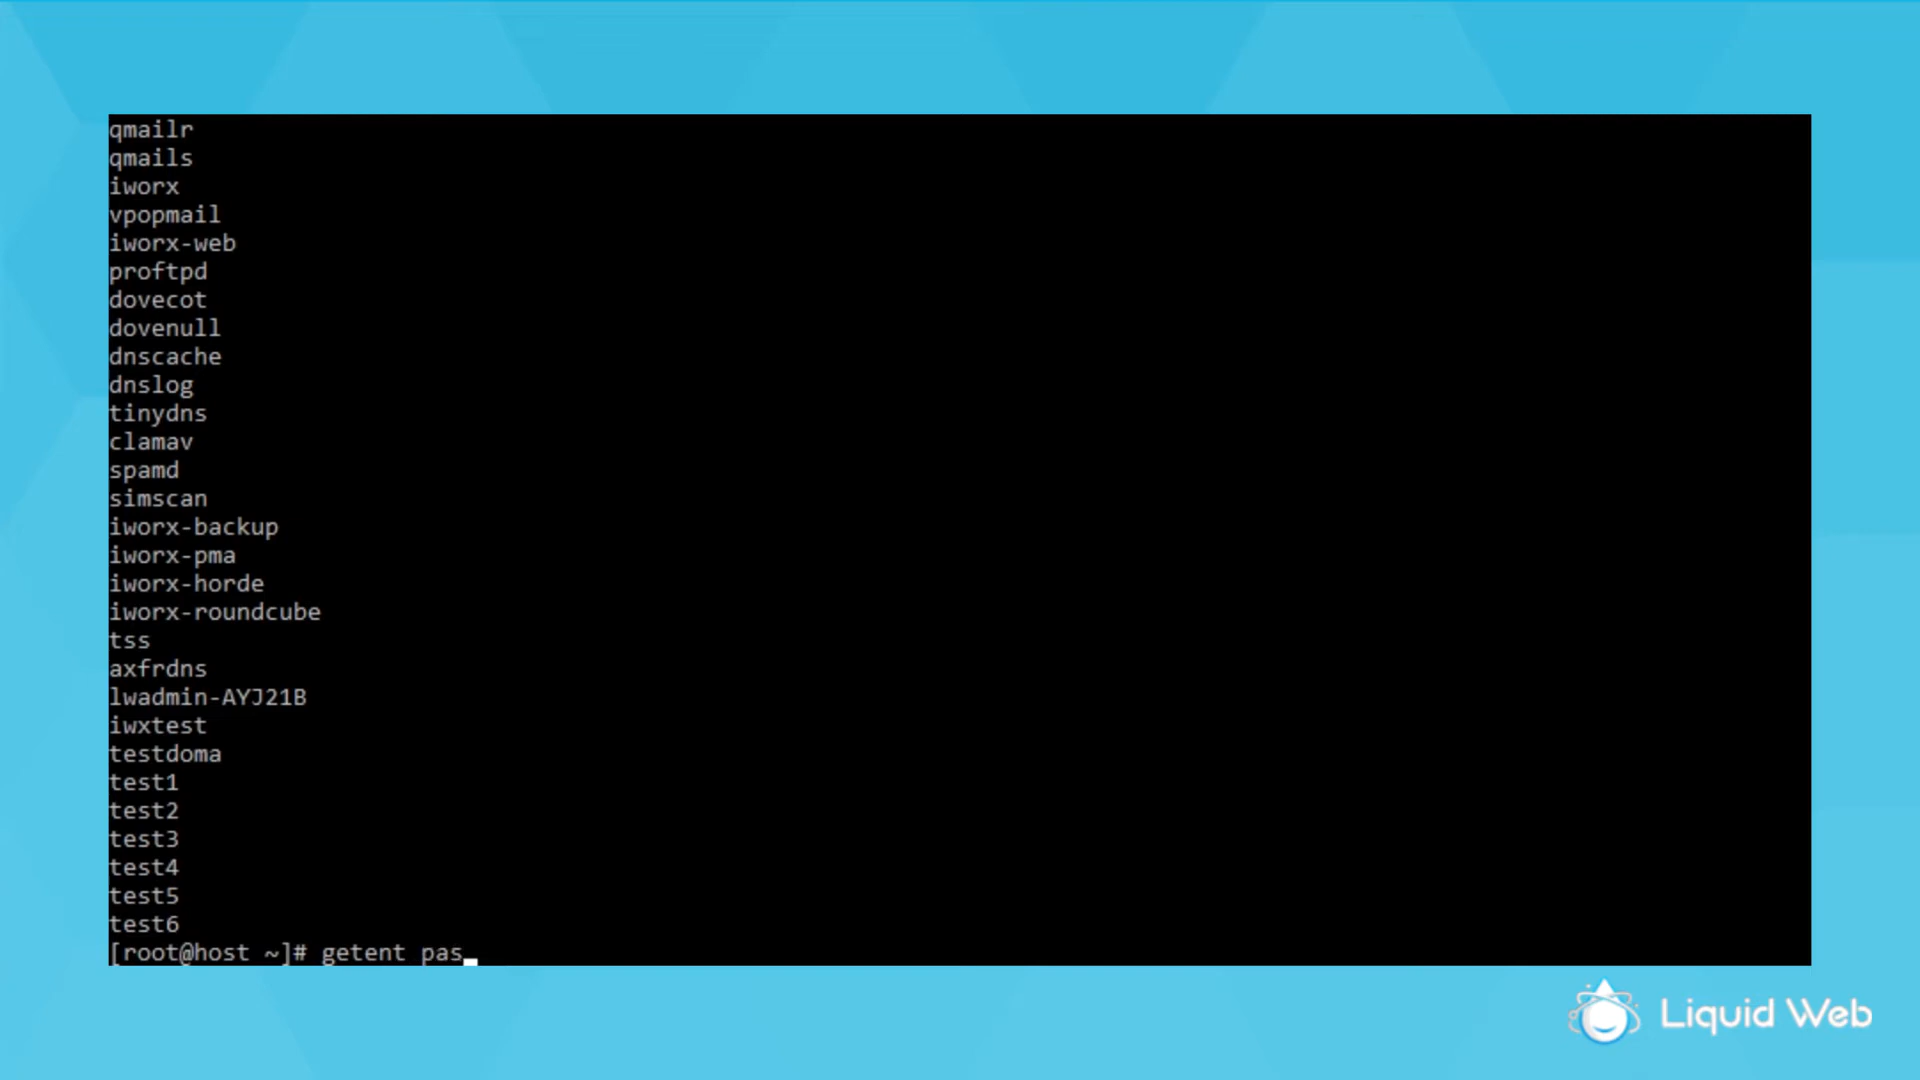 qmailr
qmails
iworx
vpopmail
iworx-web
proftpd
dovecot
dovenull
dnscache
dnslog
tinydns
clamav
spamd
simscan
iworx-backup
iworx-pma
iworx-horde
iworx-roundcube
tss
axfrdns
lwadmin-AYJ21B
iwxtest
testdoma
test1
test2
test3
test4
test5
test6
[root@host ~]# getent pas
Liquid Web